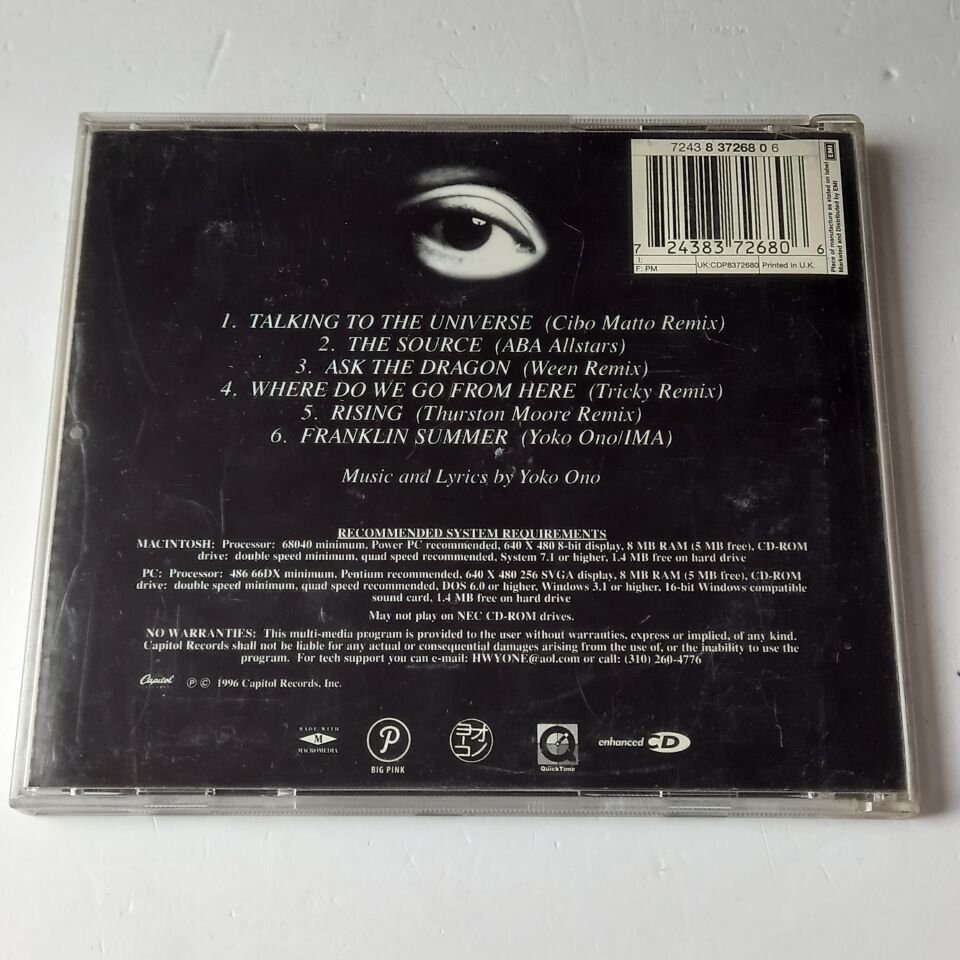 7243 8 37268 0 6
7 24383 72680 6
I:
F: PM
UK:CDP8372680
Printed in U.K.
Place of manufacture as stated on label
Marketed and Distributed by EMI
EMI
1. TALKING TO THE UNIVERSE (Cibo Matto Remix)
2. THE SOURCE (ABA Allstars)
3. ASK THE DRAGON (Ween Remix)
4. WHERE DO WE GO FROM HERE (Tricky Remix)
5. RISING (Thurston Moore Remix)
6. FRANKLIN SUMMER (Yoko Ono/IMA)
Music and Lyrics by Yoko Ono
RECOMMENDED SYSTEM REQUIREMENTS
MACINTOSH: Processor: 68040 minimum, Power PC recommended, 640 X 480 8-bit display, 8 MB RAM (5 MB free), CD-ROM
drive: double speed minimum, quad speed recommended, System 7.1 or higher, 1.4 MB free on hard drive
PC: Processor: 486 66DX minimum, Pentium recommended, 640 X 480 256 SVGA display, 8 MB RAM (5 MB free), CD-ROM
drive: double speed minimum, quad speed recommended, DOS 6.0 or higher, Windows 3.1 or higher, 16-bit Windows compatible
sound card, 1.4 MB free on hard drive
May not play on NEC CD-ROM drives.
NO WARRANTIES: This multi-media program is provided to the user without warranties, express or implied, of any kind.
Capitol Records shall not be liable for any actual or consequential damages arising from the use of, or the inability to use the
program. For tech support you can e-mail: HWYONE@aol.com or call: (310) 260-4776
Capitol ℗ © 1996 Capitol Records, Inc.
MADE WITH
M
MACROMEDIA
P
BIG PINK
ヨーコ
オノ
QuickTime
enhanced CD